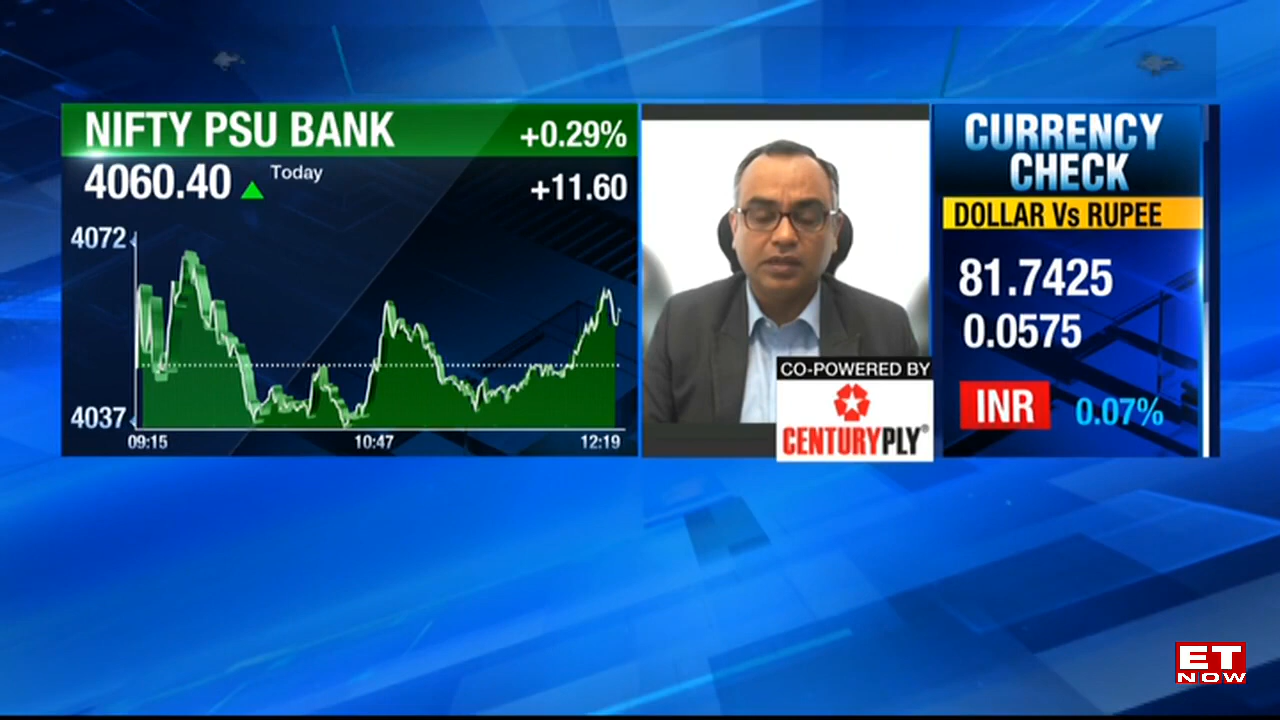 NIFTY PSU BANK
+0.29%
4060.40
Today
+11.60
4072
4037
09:15
10:47
12:19
CO-POWERED BY
CENTURYPLY®
CURRENCY
CHECK
DOLLAR Vs RUPEE
81.7425
0.0575
INR
0.07%
ET
NOW